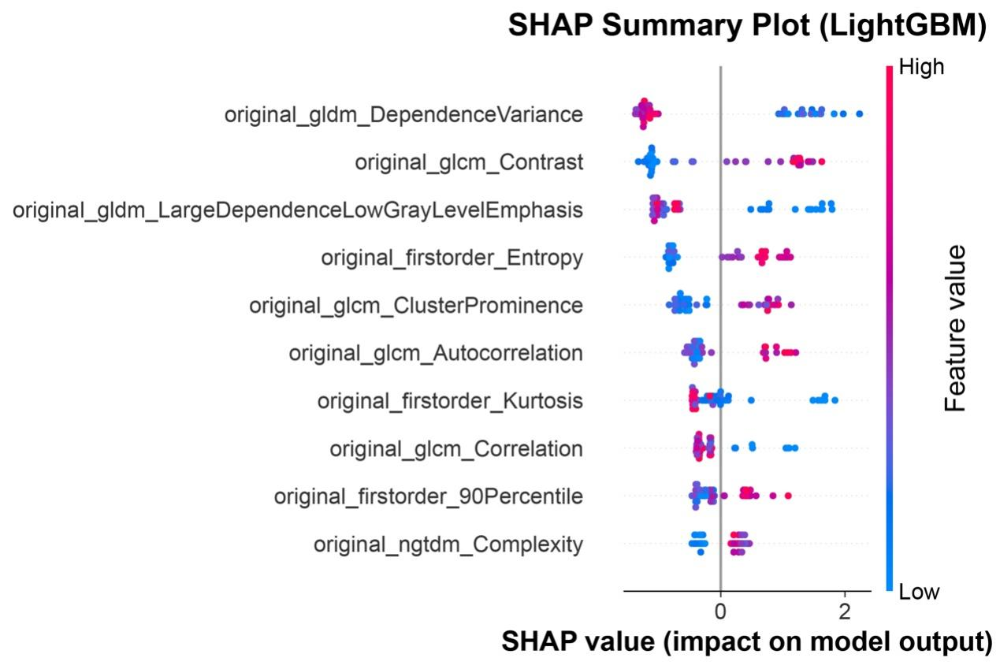 SHAP Summary Plot (LightGBM)
High
original_gldm_DependenceVariance
original_glcm_Contrast
original_gldm_LargeDependenceLowGrayLevelEmphasis
original_firstorder_Entropy
original_glcm_ClusterProminence
original_glcm_Autocorrelation
original_firstorder_Kurtosis
original_glcm_Correlation
original_firstorder_90Percentile
original_ngtdm_Complexity
Feature value
Low
0 2
SHAP value (impact on model output)